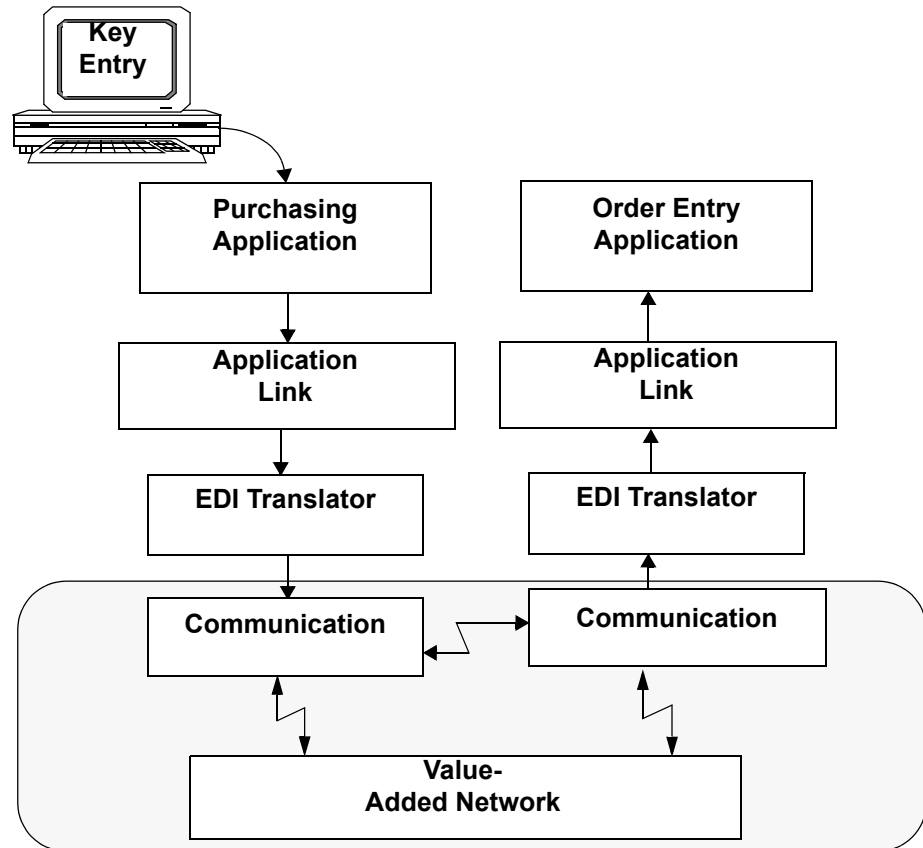 Key
Entry
Purchasing
Application
Order Entry
Application
Application
Link
Application
Link
EDI Translator
EDI Translator
Communication
Communication
Value-
Added Network